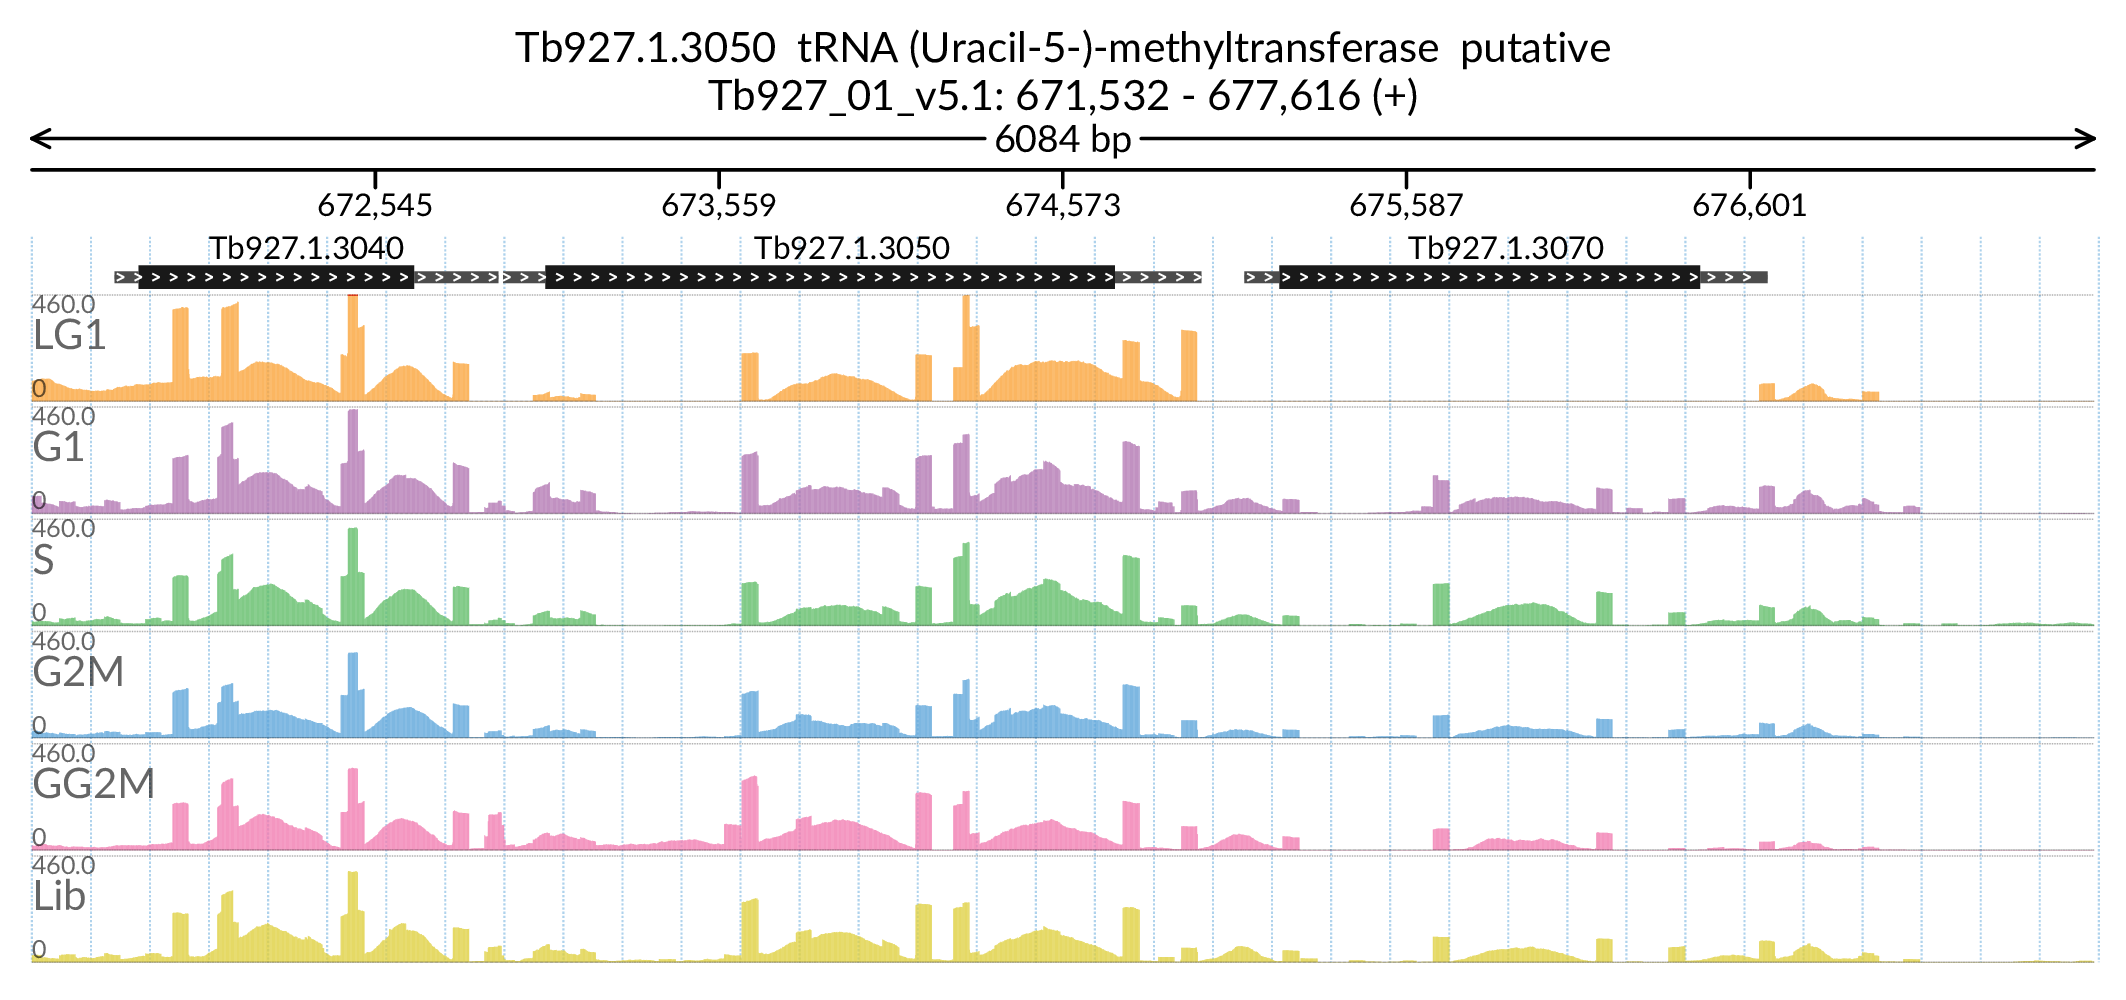 Tb927.1.3050 tRNA (Uracil-5-)-methyltransferase putative
Tb927_01_v5.1: 671,532 - 677,616 (+)
6084 bp
672,545 673,559 674,573 675,587 676,601
Tb927.1.3040 Tb927.1.3050 Tb927.1.3070
460.0
LG1
0
460.0
G1
0
460.0
S
0
460.0
G2M
0
460.0
GG2M
0
460.0
Lib
0